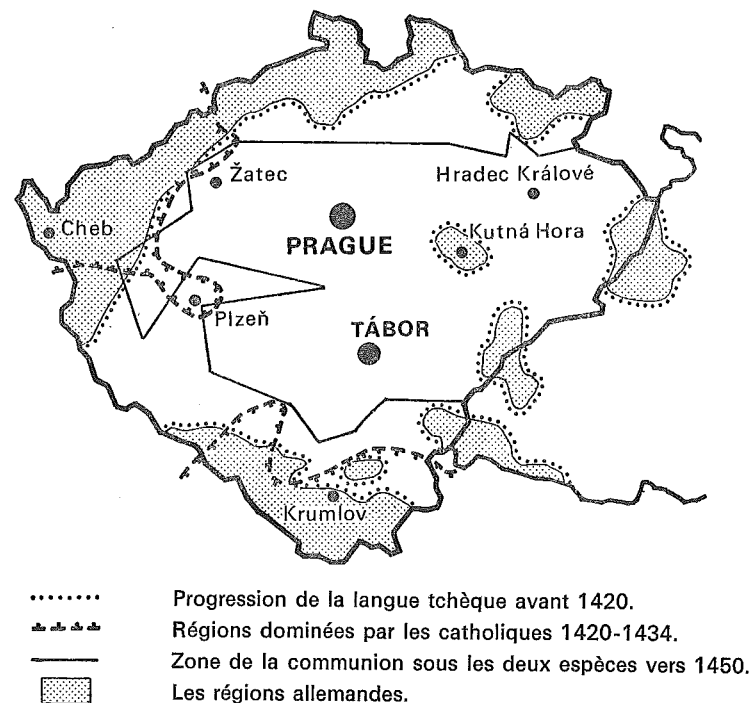 Žatec
Hradec Králové
Cheb
PRAGUE
Kutná Hora
Plzeň
TÁBOR
Krumlov
Progression de la langue tchèque avant 1420.
Régions dominées par les catholiques 1420-1434.
Zone de la communion sous les deux espèces vers 1450.
Les régions allemandes.